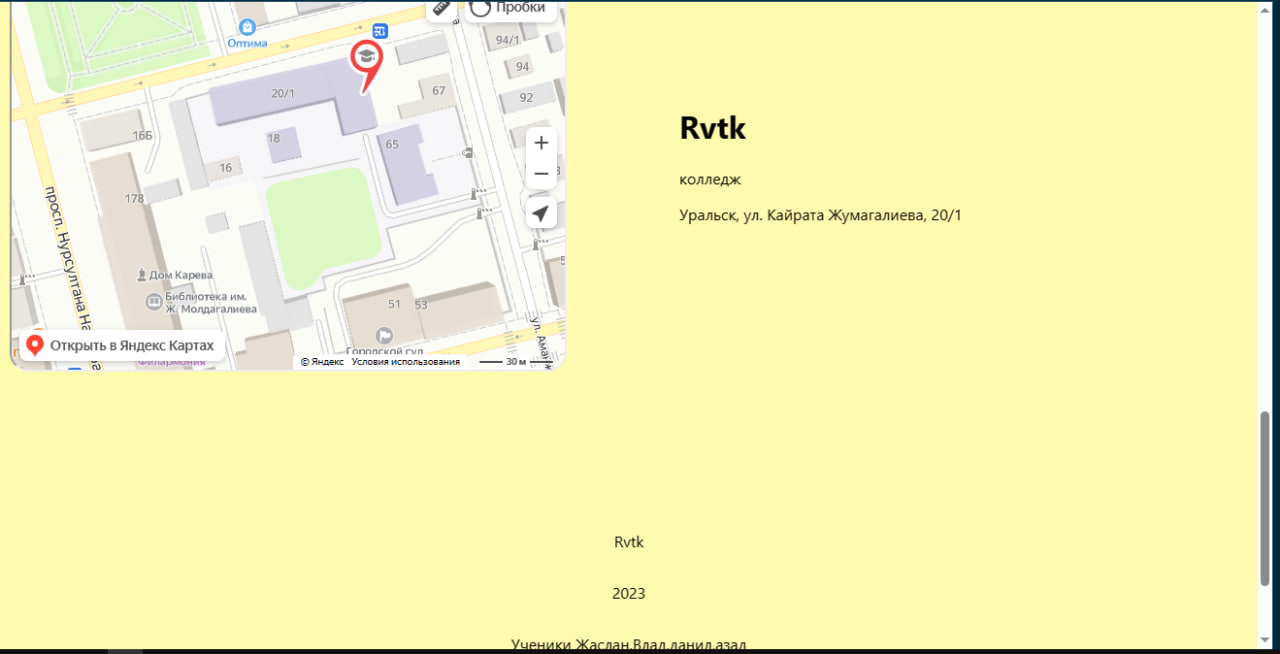 Пробки
Оптима
94/1
94
92
67
20/1
65
18
16Б
16
178
просп. Нурсултана На
Дом Карева
Библиотека им.
Ж. Молдагалиева
51
53
Городской суд
Филармония
ул. Аман
Открыть в Яндекс Картах
© Яндекс Условия использования
30 м
Rvtk
колледж
Уральск, ул. Кайрата Жумагалиева, 20/1
Rvtk
2023
Ученики Жаслан,Влад,данил,азад